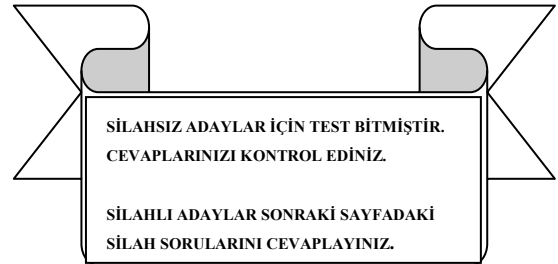 SİLAHSIZ ADAYLAR İÇİN TEST BİTMİŞTİR.
CEVAPLARINIZI KONTROL EDİNİZ.
SİLAHLI ADAYLAR SONRAKİ SAYFADAKİ
SİLAH SORULARINI CEVAPLAYINIZ.